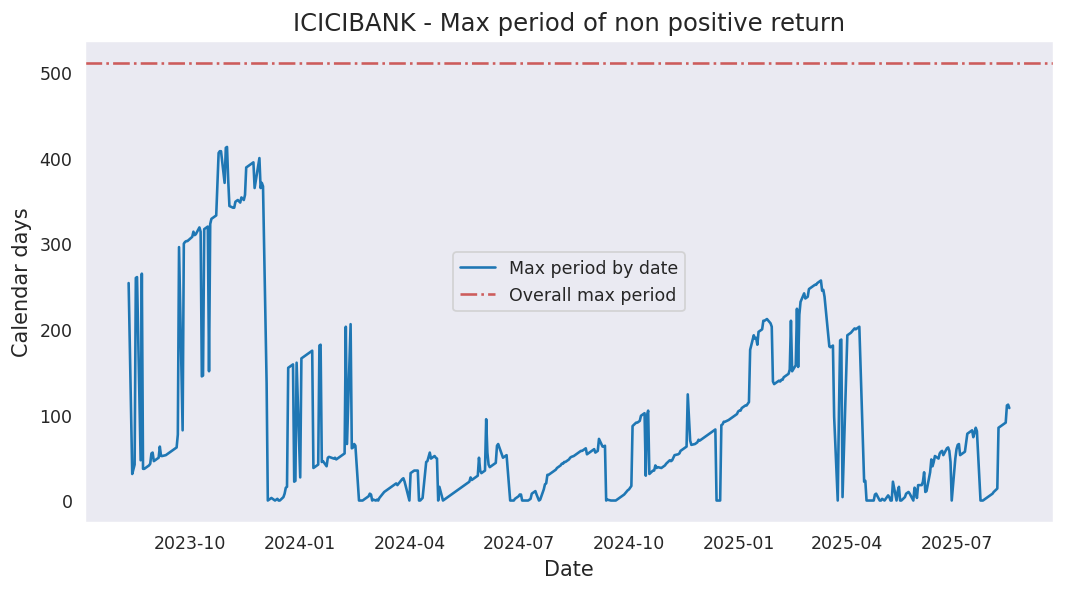 ICICIBANK - Max period of non positive return
Calendar days
500
400
300
200
100
0
Max period by date
Overall max period
2023-10
2024-01
2024-04
2024-07
2024-10
2025-01
2025-04
2025-07
Date